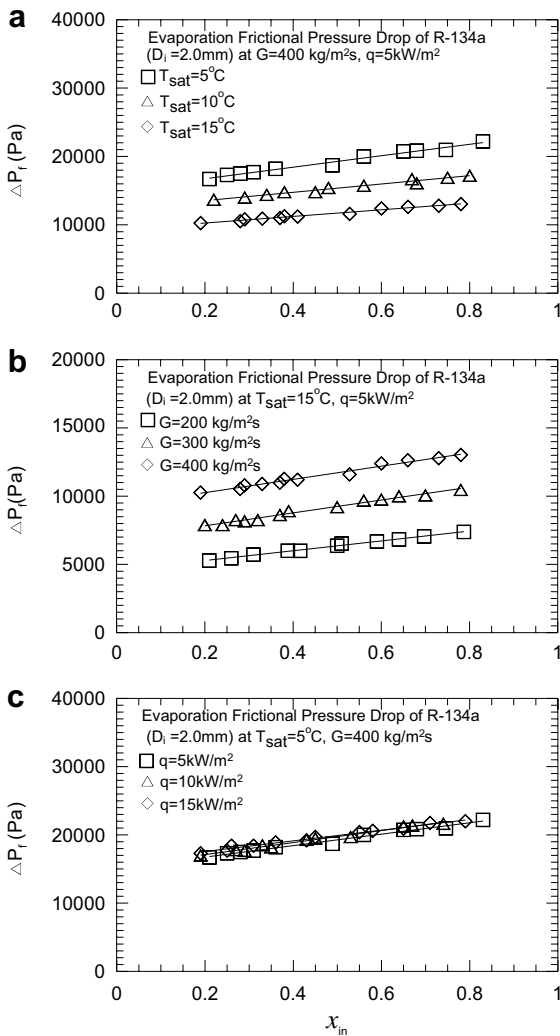 a
Evaporation Frictional Pressure Drop of R-134a
(Di =2.0mm) at G=400 kg/m²s, q=5kW/m²
Tsat=5°C
Tsat=10°C
Tsat=15°C
△Pf (Pa)
40000
30000
20000
10000
0
0 0.2 0.4 0.6 0.8 1
b
Evaporation Frictional Pressure Drop of R-134a
(Di =2.0mm) at Tsat=15°C, q=5kW/m²
G=200 kg/m²s
G=300 kg/m²s
G=400 kg/m²s
△Pf(Pa)
20000
15000
10000
5000
0
0 0.2 0.4 0.6 0.8 1
c
Evaporation Frictional Pressure Drop of R-134a
(Di =2.0mm) at Tsat=5°C, G=400 kg/m²s
q=5kW/m²
q=10kW/m²
q=15kW/m²
△Pf (Pa)
40000
30000
20000
10000
0
0 0.2 0.4 0.6 0.8 1
xin